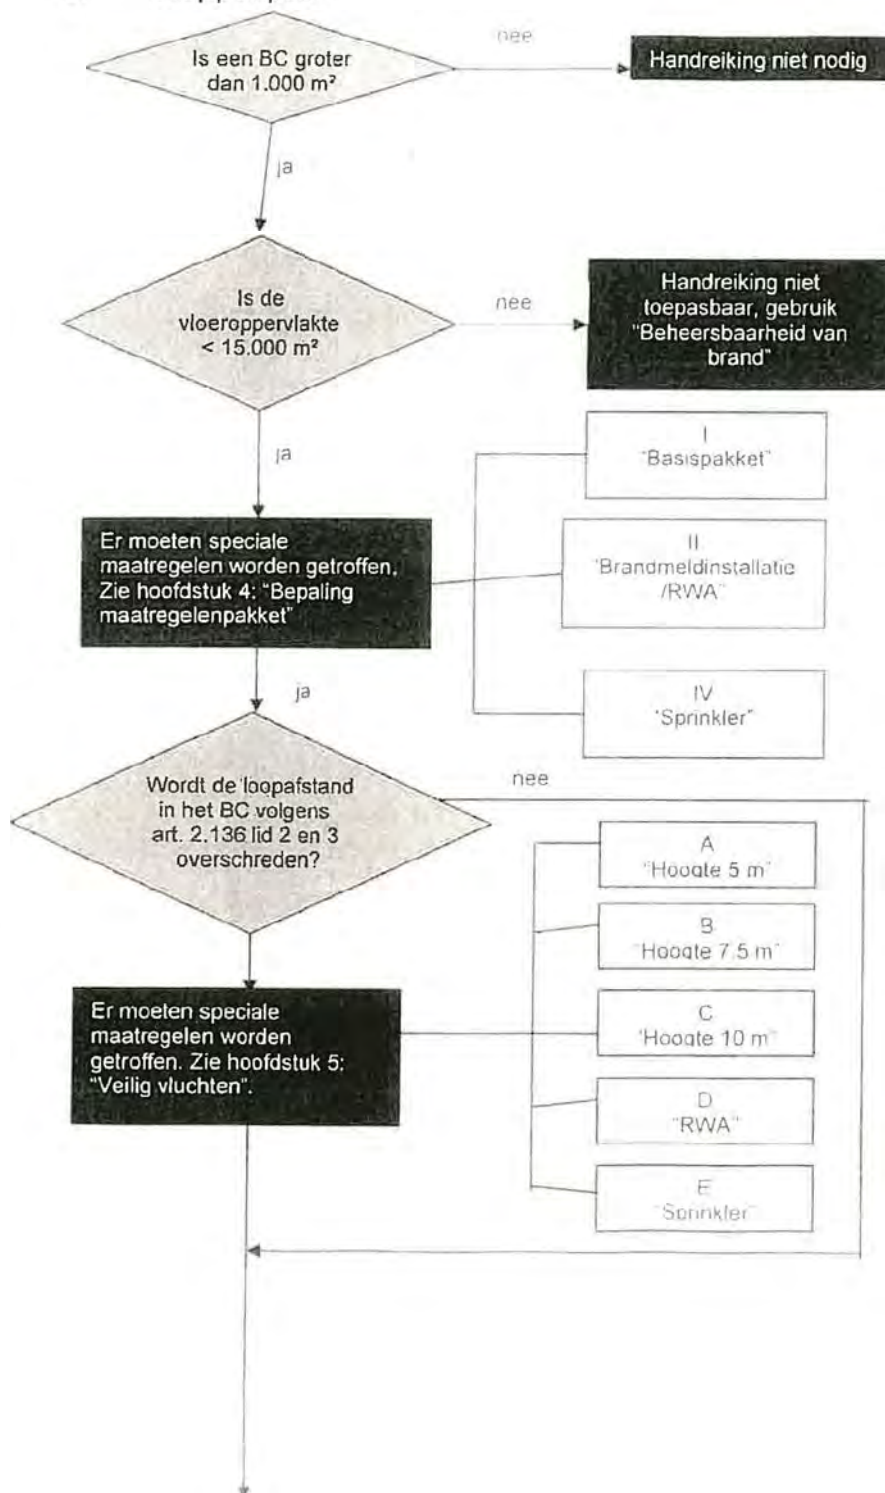 Is een BC groter
dan 1.000 m²
nee
Handreiking niet nodig
ja
Is de
vloeroppervlakte
< 15.000 m²
nee
Handreiking niet
toepasbaar, gebruik
"Beheersbaarheid van
brand"
ja
I
"Basispakket"
Er moeten speciale
maatregelen worden getroffen.
Zie hoofdstuk 4: "Bepaling
maatregelenpakket"
II
"Brandmeldinstallatie
/RWA"
IV
"Sprinkler"
ja
Wordt de loopafstand
in het BC volgens
art. 2.136 lid 2 en 3
overschreden?
nee
A
"Hoogte 5 m"
B
"Hoogte 7.5 m"
C
"Hoogte 10 m"
D
"RWA"
E
"Sprinkler"
Er moeten speciale
maatregelen worden
getroffen. Zie hoofdstuk 5:
"Veilig vluchten".